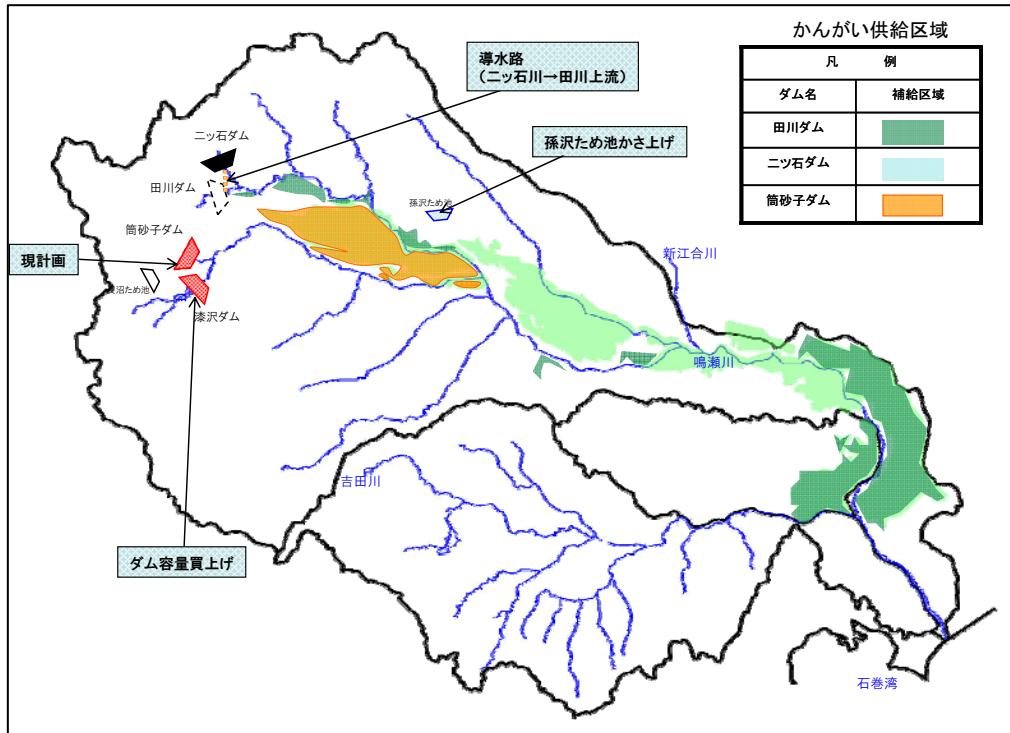 かんがい供給区域
凡 例
ダム名 補給区域
田川ダム
二ツ石ダム
筒砂子ダム
導水路
（二ッ石川→田川上流）
孫沢ため池かさ上げ
二ッ石ダム
田川ダム
孫沢ため池
筒砂子ダム
現計画
沼ため池
漆沢ダム
新江合川
鳴瀬川
吉田川
ダム容量買上げ
石巻湾